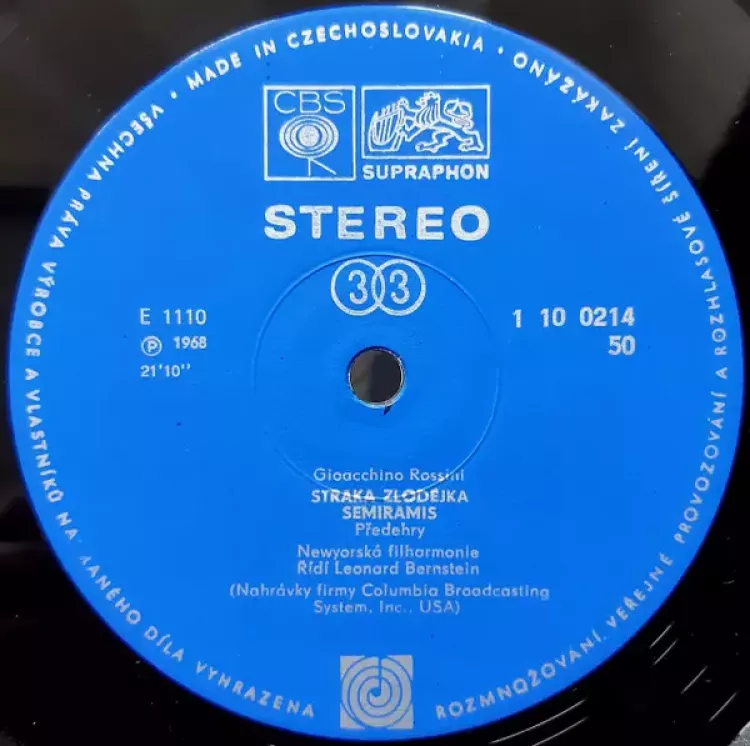 VŠECHNA PRÁVA VÝROBCE A VLASTNÍKŮ NA ANÉHO DÍLA VYHRAZENA
• MADE IN CZECHOSLOVAKIA •
ROZMNOŽOVÁNÍ, VEŘEJNÉ PROVOZOVÁNÍ A ROZHLASOVÉ ŠÍŘENÍ ZAKÁZÁNO
CBS
SUPRAPHON
STEREO
33
E 1110
℗ 1968
21'10''
1 10 0214
50
Gioacchino Rossini
STRAKA ZLODĚJKA
SEMIRAMIS
Předehry
Newyorská filharmonie
Řídí Leonard Bernstein
(Nahrávky firmy Columbia Broadcasting
System, Inc., USA)